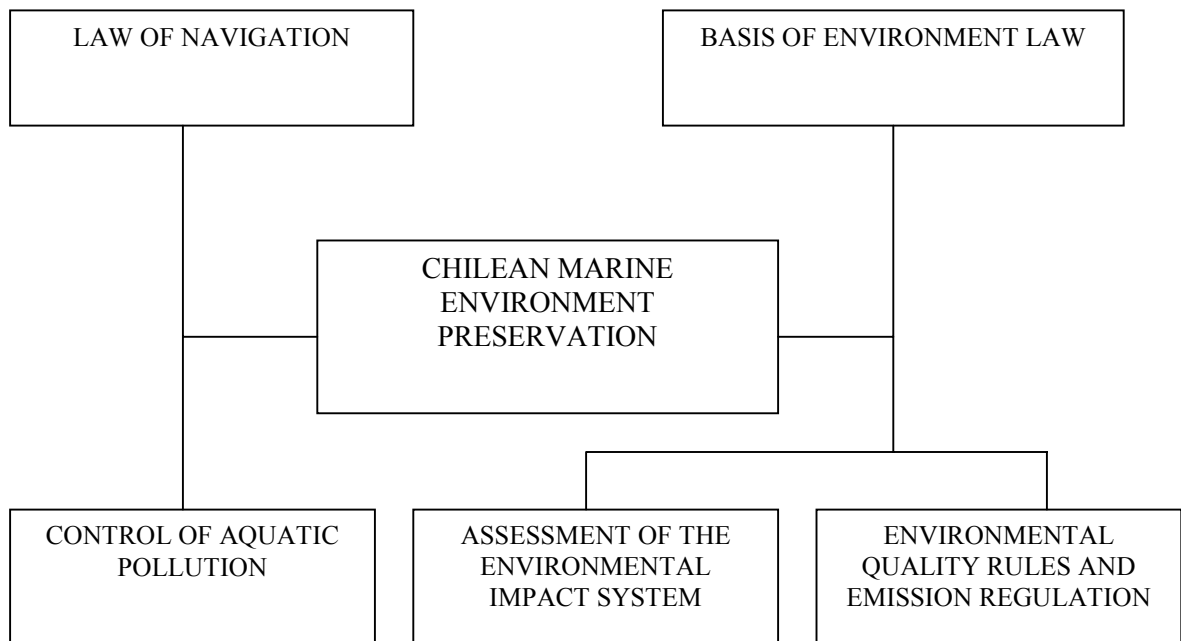 LAW OF NAVIGATION
BASIS OF ENVIRONMENT LAW
CHILEAN MARINE
ENVIRONMENT
PRESERVATION
CONTROL OF AQUATIC
POLLUTION
ASSESSMENT OF THE
ENVIRONMENTAL
IMPACT SYSTEM
ENVIRONMENTAL
QUALITY RULES AND
EMISSION REGULATION